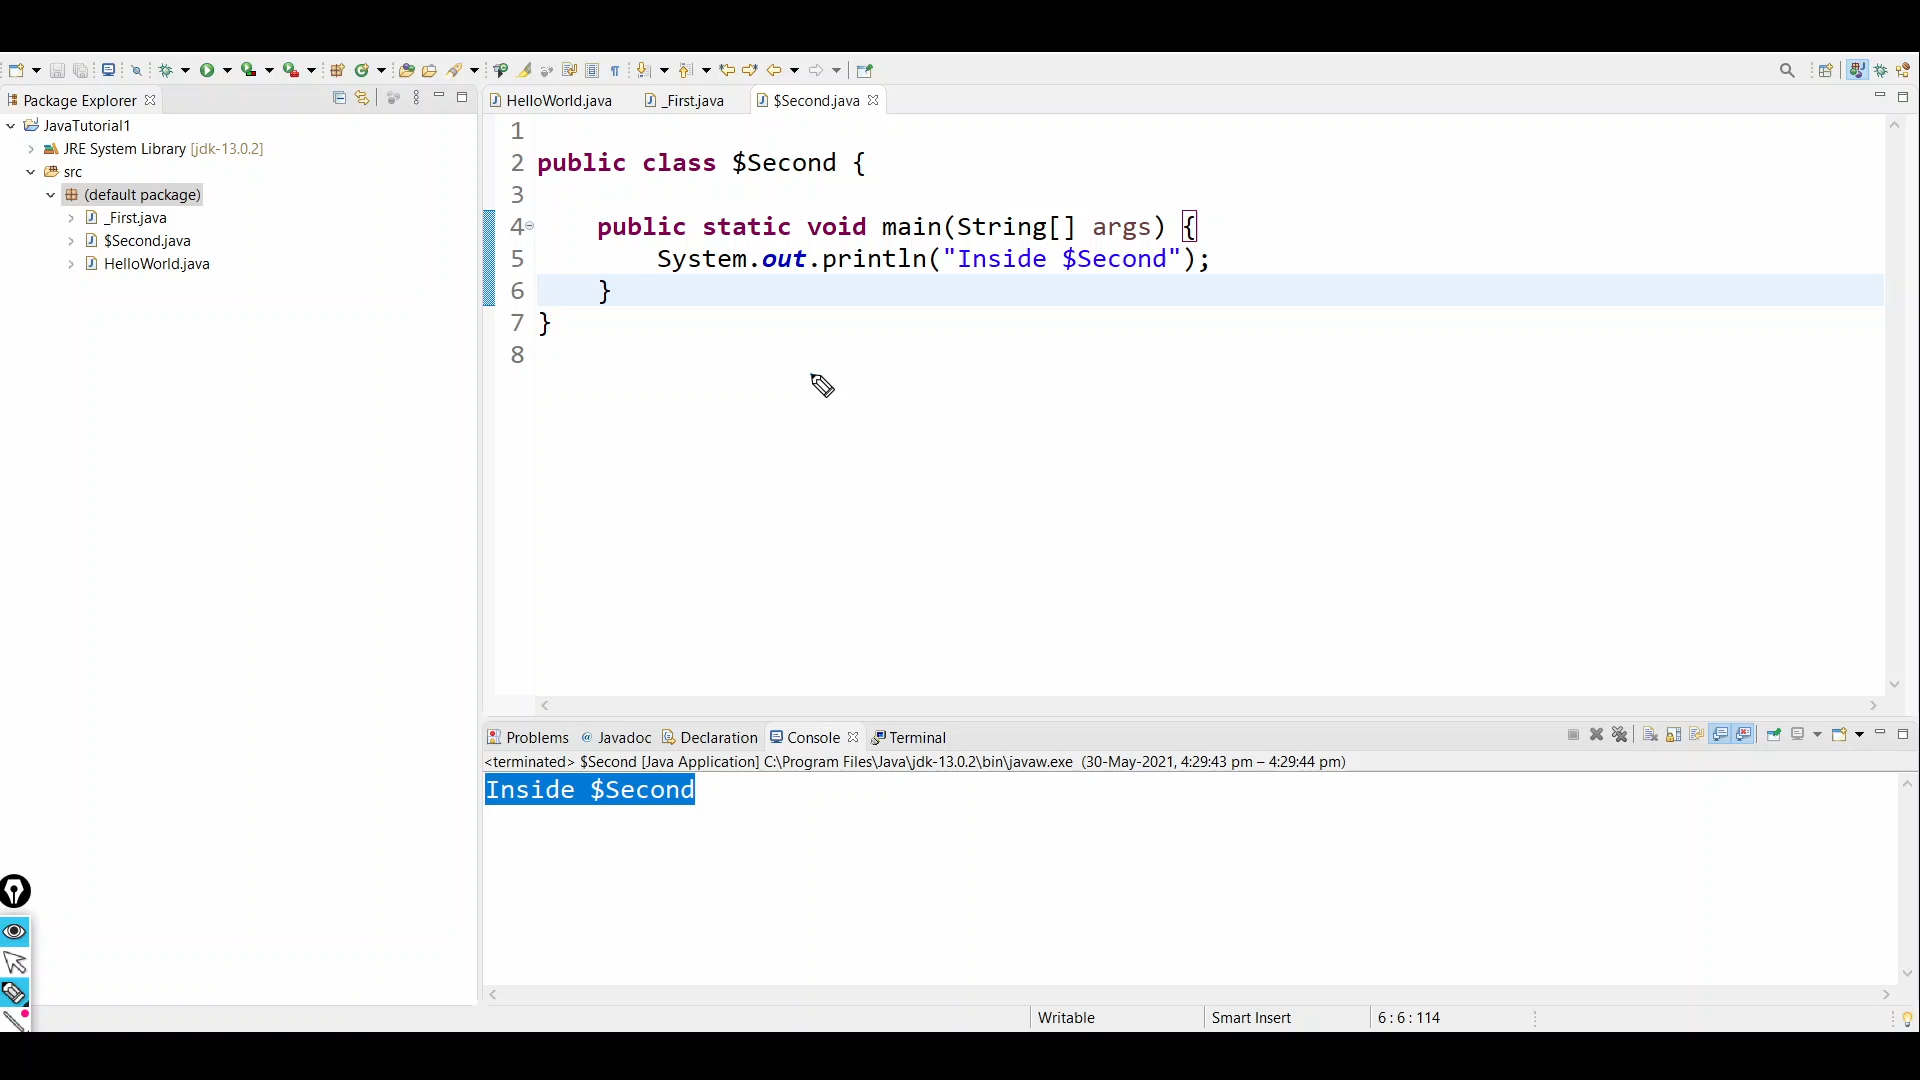 Package Explorer
JavaTutorial1
JRE System Library [jdk-13.0.2]
src
(default package)
_First.java
$Second.java
HelloWorld.java
HelloWorld.java _First.java $Second.java
1
2 public class $Second {
3
4 public static void main(String[] args) {
5 System.out.println("Inside $Second");
6 }
7 }
8
Problems @ Javadoc Declaration Console Terminal
<terminated> $Second [Java Application] C:\Program Files\Java\jdk-13.0.2\bin\javaw.exe (30-May-2021, 4:29:43 pm – 4:29:44 pm)
Inside $Second
Writable Smart Insert 6 : 6 : 114